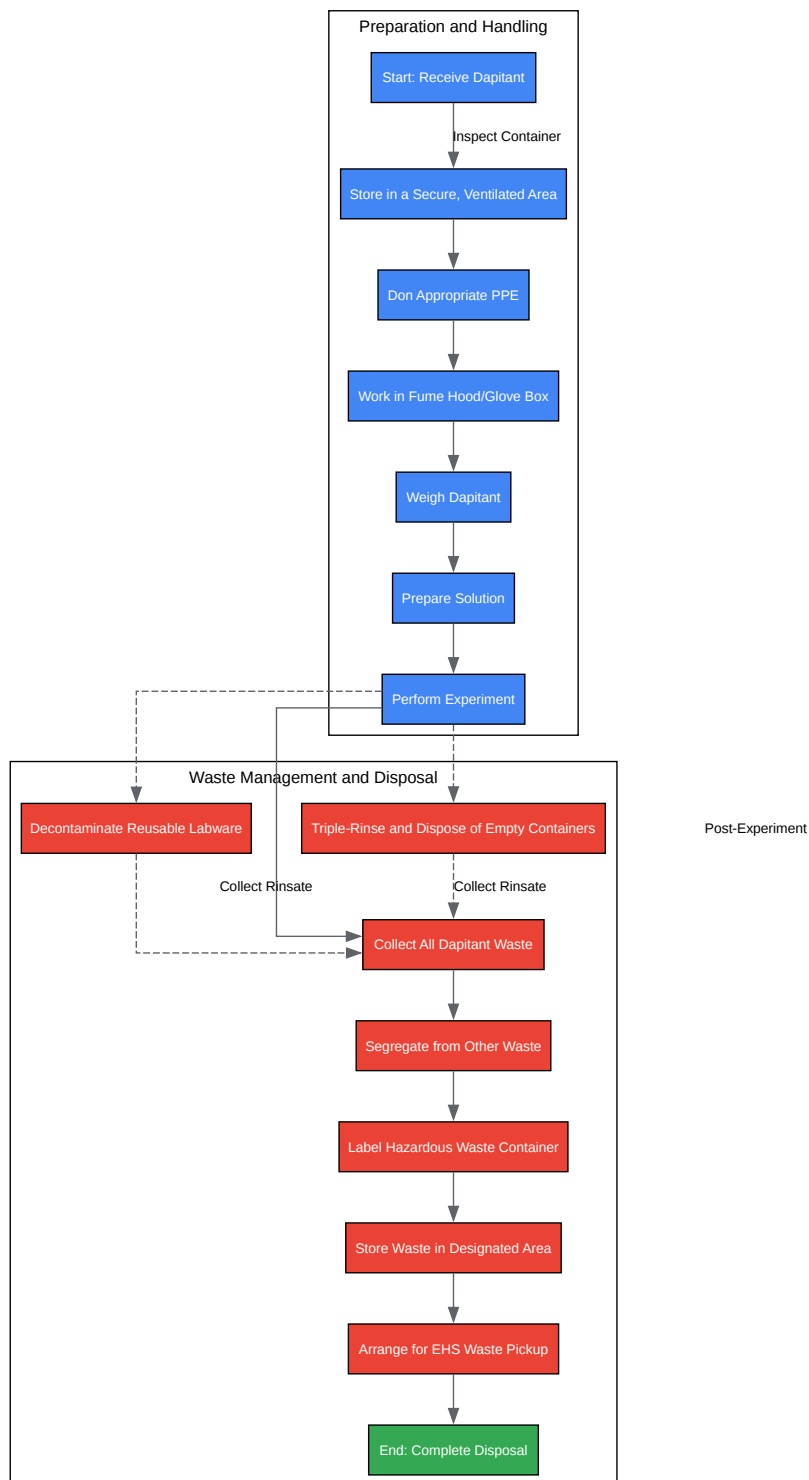 Preparation and Handling
Start: Receive Dapitant
Inspect Container
Store in a Secure, Ventilated Area
Don Appropriate PPE
Work in Fume Hood/Glove Box
Weigh Dapitant
Prepare Solution
Perform Experiment
Waste Management and Disposal
Decontaminate Reusable Labware
Triple-Rinse and Dispose of Empty Containers
Post-Experiment
Collect Rinsate
Collect Rinsate
Collect All Dapitant Waste
Segregate from Other Waste
Label Hazardous Waste Container
Store Waste in Designated Area
Arrange for EHS Waste Pickup
End: Complete Disposal